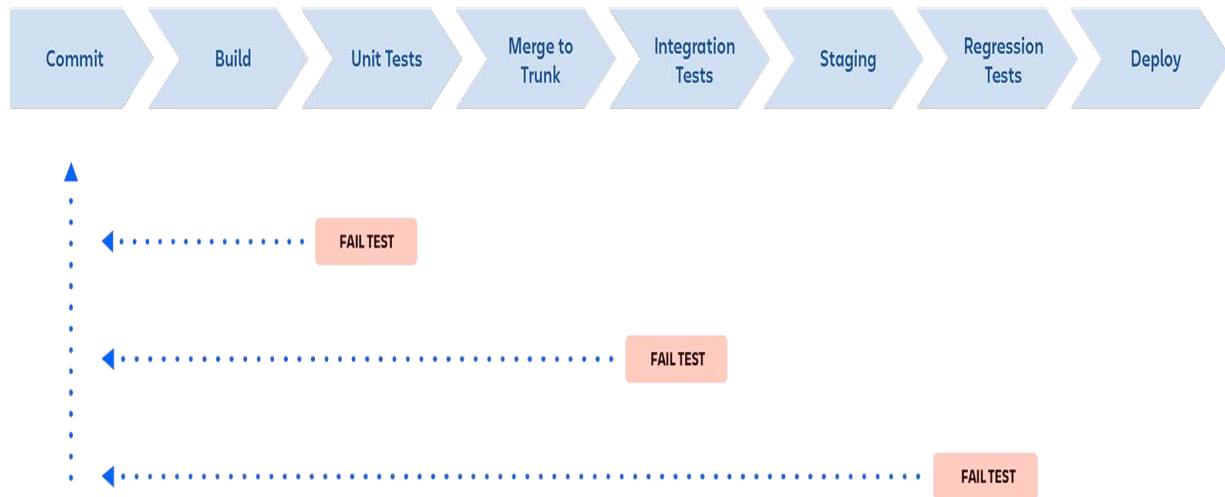 Commit
Build
Unit Tests
Merge to
Trunk
Integration
Tests
Staging
Regression
Tests
Deploy
FAIL TEST
FAIL TEST
FAIL TEST